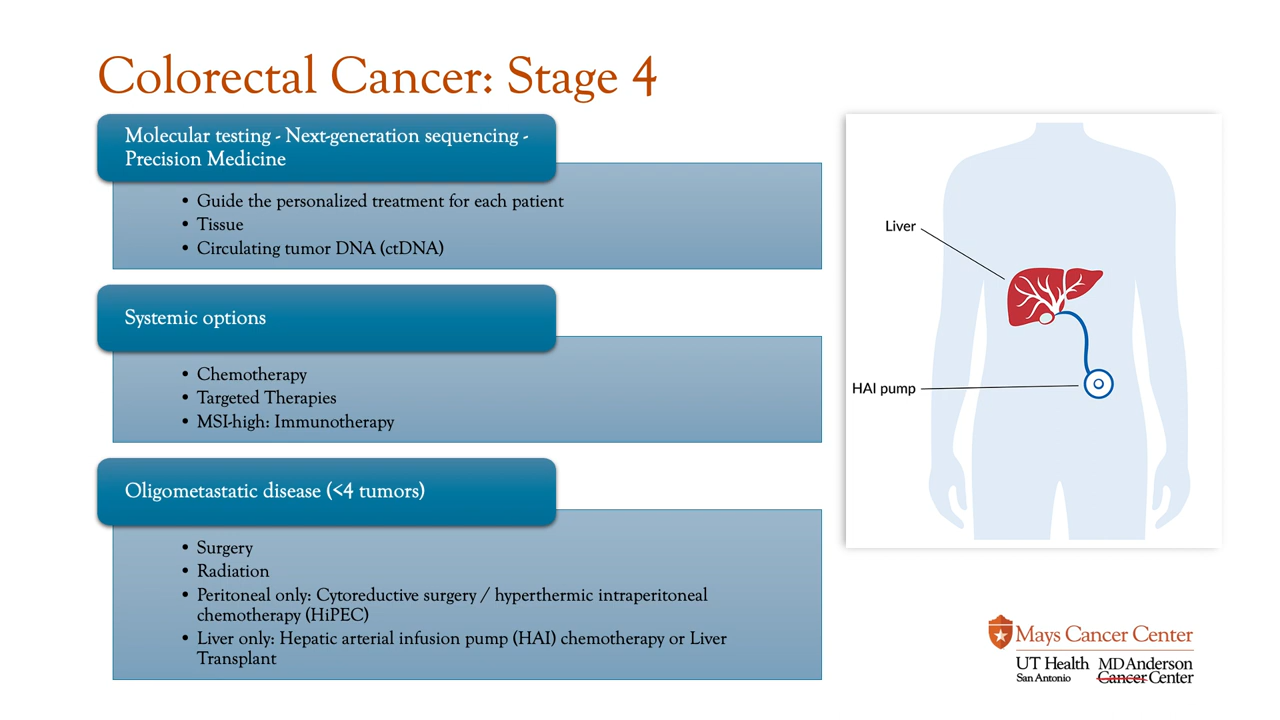 Colorectal Cancer: Stage 4
Molecular testing - Next-generation sequencing -
Precision Medicine
• Guide the personalized treatment for each patient
• Tissue
• Circulating tumor DNA (ctDNA)
Systemic options
• Chemotherapy
• Targeted Therapies
• MSI-high: Immunotherapy
Oligometastatic disease (<4 tumors)
• Surgery
• Radiation
• Peritoneal only: Cytoreductive surgery / hyperthermic intraperitoneal
chemotherapy (HiPEC)
• Liver only: Hepatic arterial infusion pump (HAI) chemotherapy or Liver
Transplant
Liver
HAI pump
Mays Cancer Center
UT Health
San Antonio
MD Anderson
Cancer Center